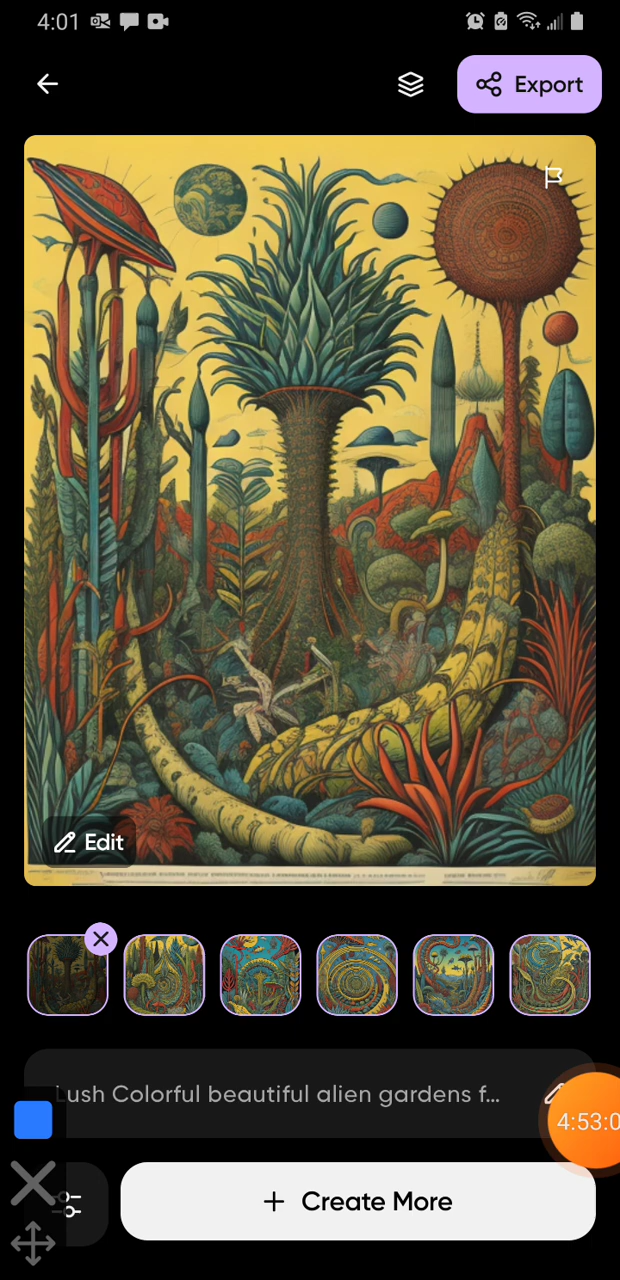 4:01
Export
Edit
Lush Colorful beautiful alien gardens f...
4:53:0
+ Create More